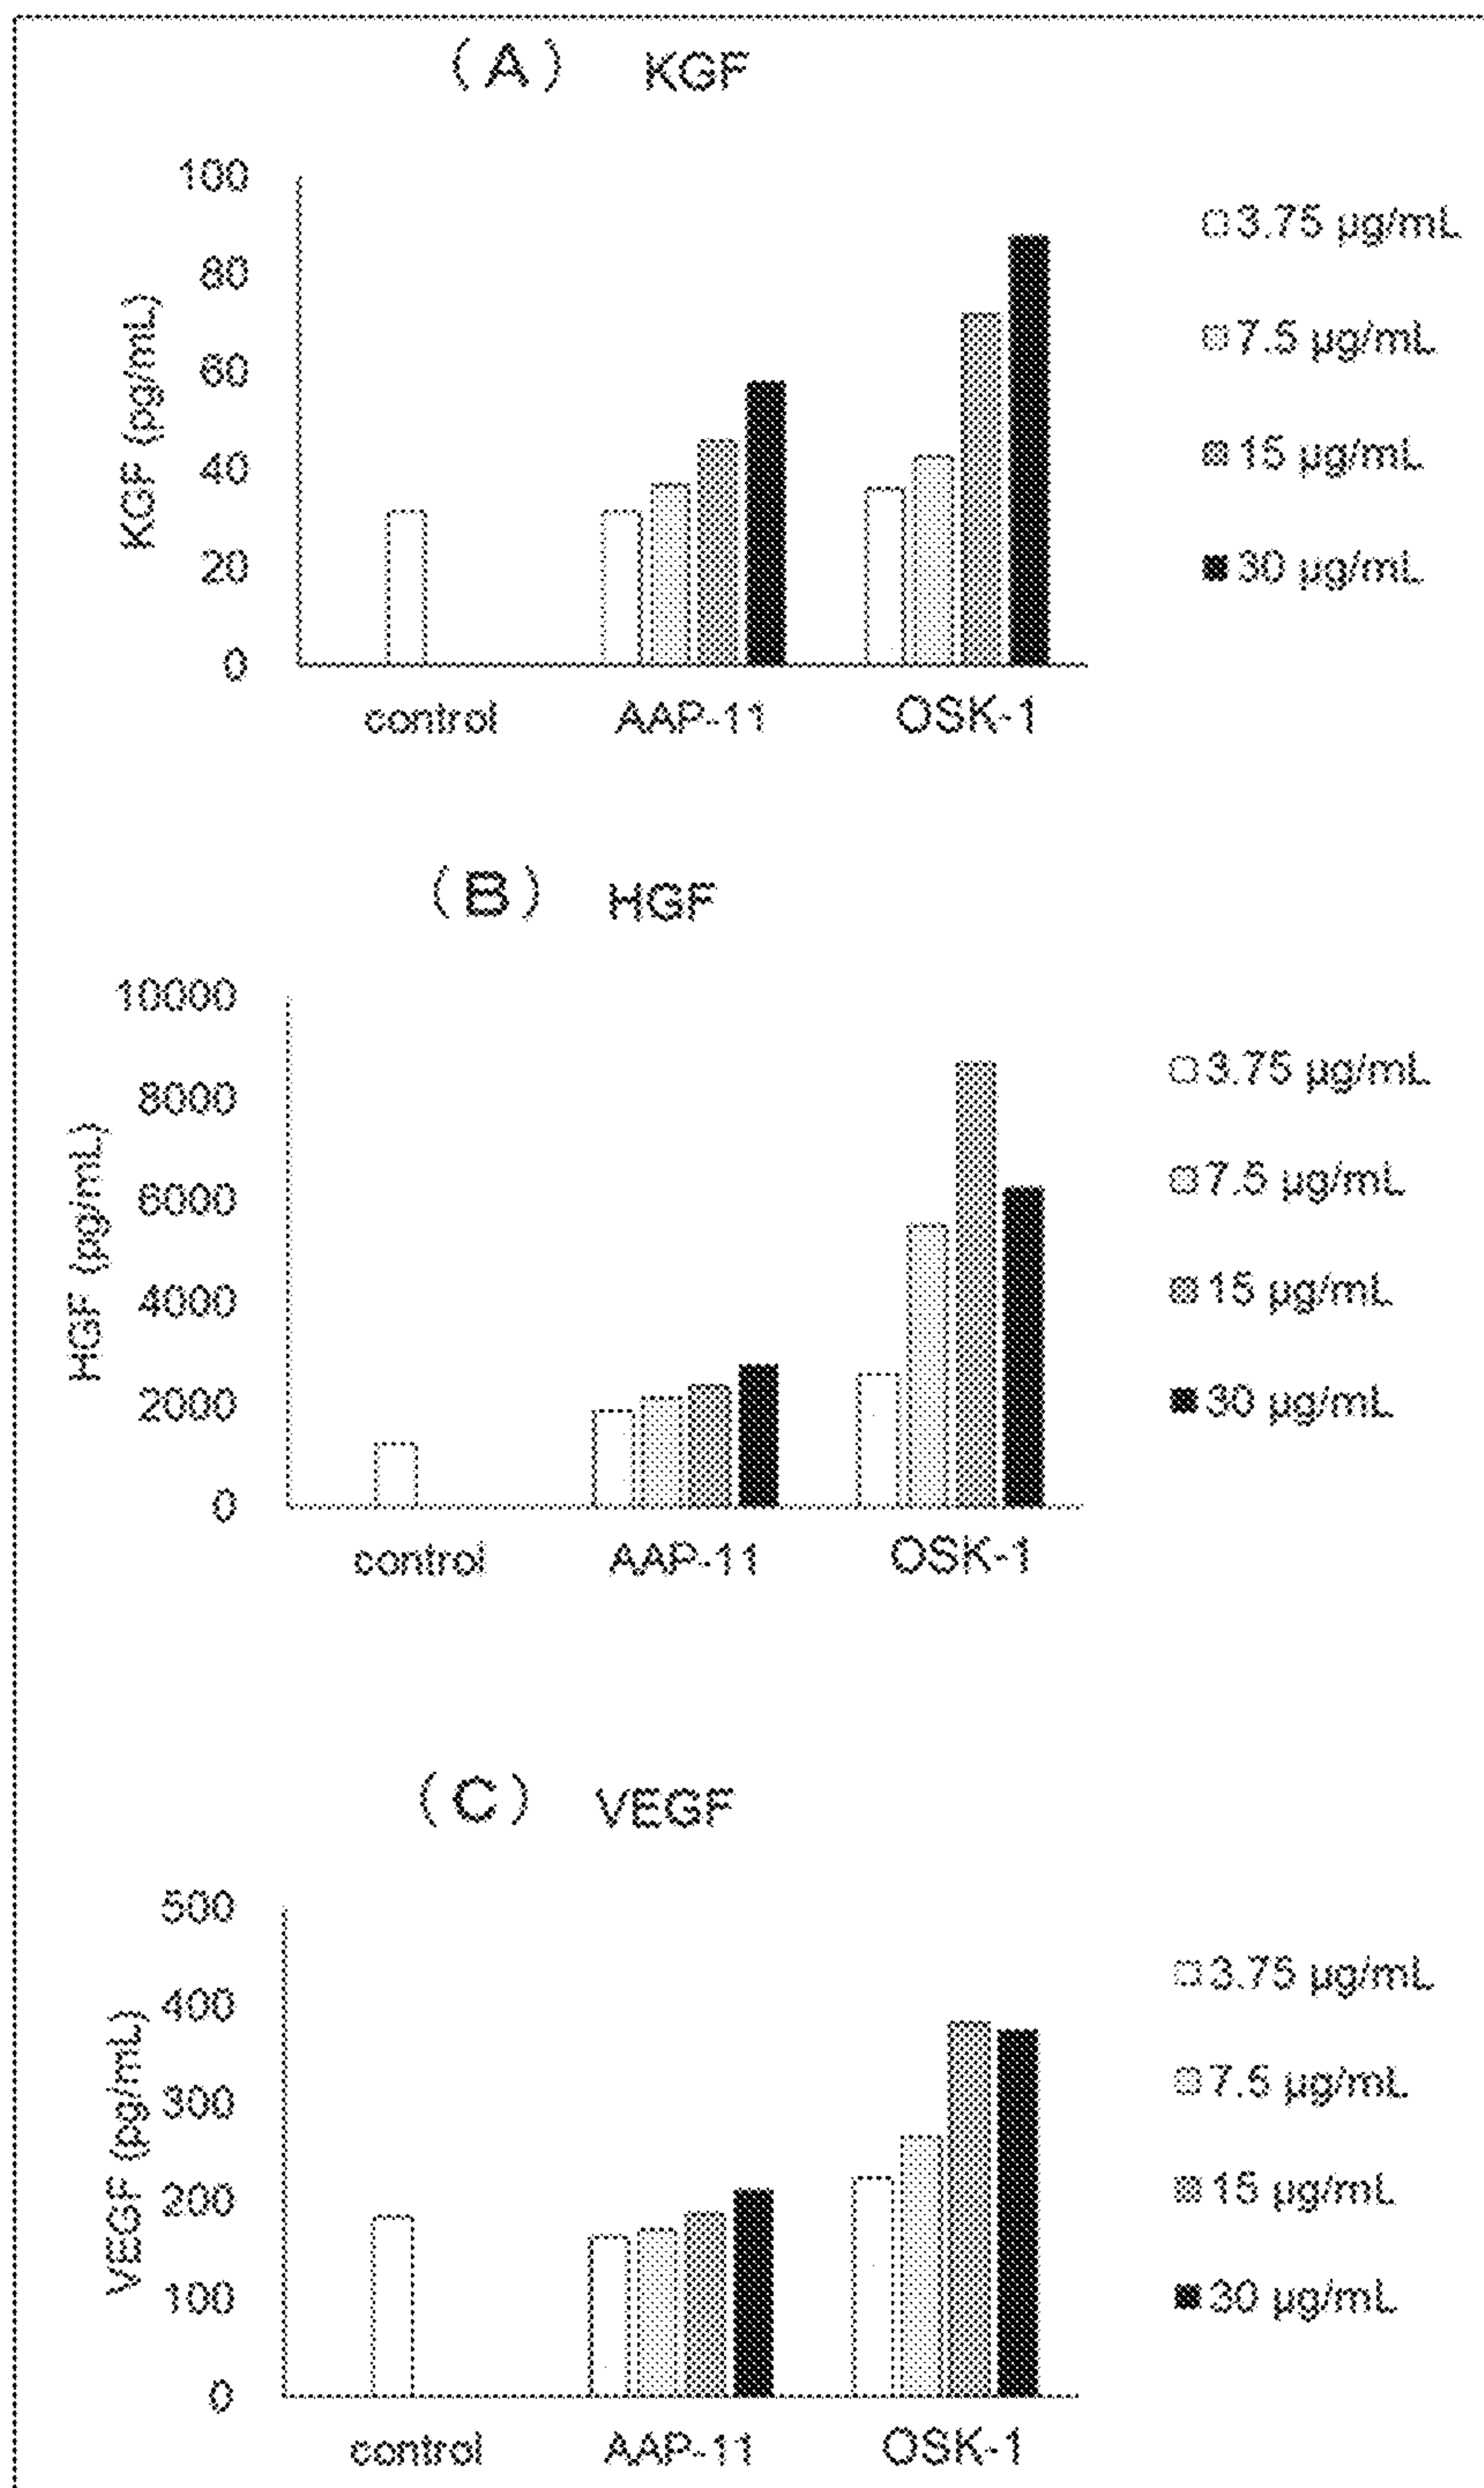 (A) KGF
100
80
60
40
20
0
KGF (pg/mL)
control AAP-11 OSK-1
3.75 µg/mL
7.5 µg/mL
15 µg/mL
30 µg/mL
(B) HGF
10000
8000
6000
4000
2000
0
HGF (pg/mL)
control AAP-11 OSK-1
3.75 µg/mL
7.5 µg/mL
15 µg/mL
30 µg/mL
(C) VEGF
500
400
300
200
100
0
VEGF (pg/mL)
control AAP-11 OSK-1
3.75 µg/mL
7.5 µg/mL
15 µg/mL
30 µg/mL